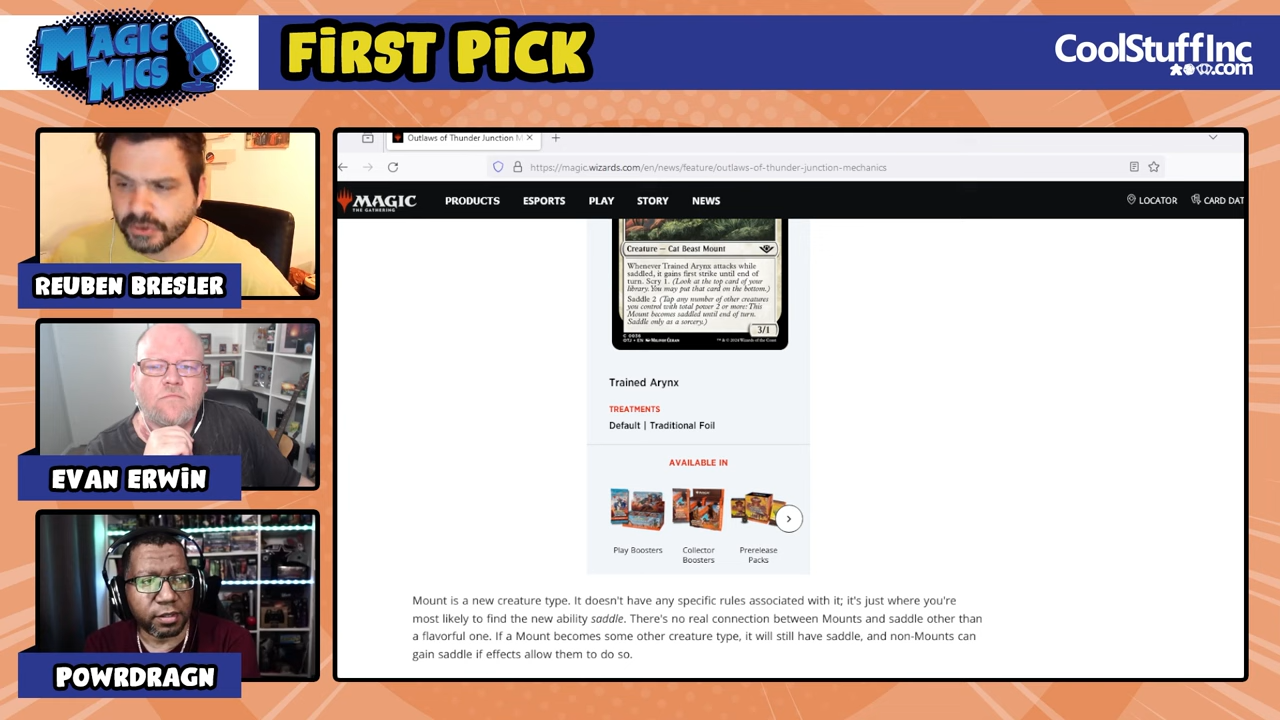 MAGIC
MICS
FIRST PICK
CoolStuffInc
.com
REUBEN BRESLER
EVAN ERWIN
POWRDRAGN
Outlaws of Thunder Junction M
https://magic.wizards.com/en/news/feature/outlaws-of-thunder-junction-mechanics
MAGIC
THE GATHERING
PRODUCTS ESPORTS PLAY STORY NEWS
LOCATOR CARD DAT
Creature — Cat Beast Mount
Whenever Trained Arynx attacks while
saddled, it gains first strike until end of
turn. Scry 1. (Look at the top card of your
library. You may put that card on the bottom.)
Saddle 2 (Tap any number of other creatures
you control with total power 2 or more: This
Mount becomes saddled until end of turn.
Saddle only as a sorcery.)
3/1
C 0036
OTJ • EN
Trained Arynx
TREATMENTS
Default | Traditional Foil
AVAILABLE IN
Play Boosters
Collector
Boosters
Prerelease
Packs
Mount is a new creature type. It doesn't have any specific rules associated with it; it's just where you're
most likely to find the new ability saddle. There's no real connection between Mounts and saddle other than
a flavorful one. If a Mount becomes some other creature type, it will still have saddle, and non-Mounts can
gain saddle if effects allow them to do so.